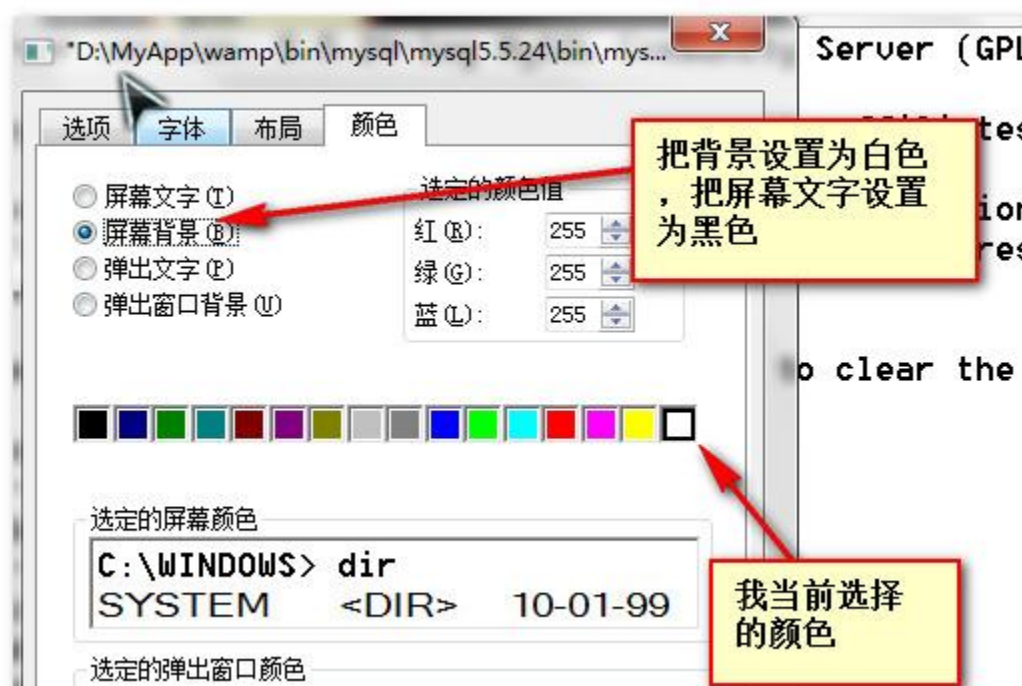 "D:\MyApp\wamp\bin\mysql\mysql5.5.24\bin\mys...
x
Server (GPL
选项 字体 布局 颜色
把背景设置为白色
，把屏幕文字设置
为黑色
屏幕文字(T)
屏幕背景(B)
弹出文字(P)
弹出窗口背景(U)
选定的颜色值
红(R): 255
绿(G): 255
蓝(L): 255
o clear the
选定的屏幕颜色
C:\WINDOWS> dir
SYSTEM <DIR> 10-01-99
我当前选择
的颜色
选定的弹出窗口颜色